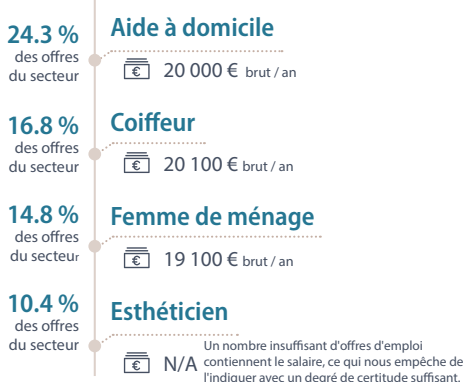 24.3 %
des offres
du secteur
Aide à domicile
€ 20 000 € brut / an
16.8 %
des offres
du secteur
Coiffeur
€ 20 100 € brut / an
14.8 %
des offres
du secteur
Femme de ménage
€ 19 100 € brut / an
10.4 %
des offres
du secteur
Esthéticien
€ N/A
Un nombre insuffisant d'offres d'emploi
contiennent le salaire, ce qui nous empêche de
l'indiquer avec un degré de certitude suffisant.